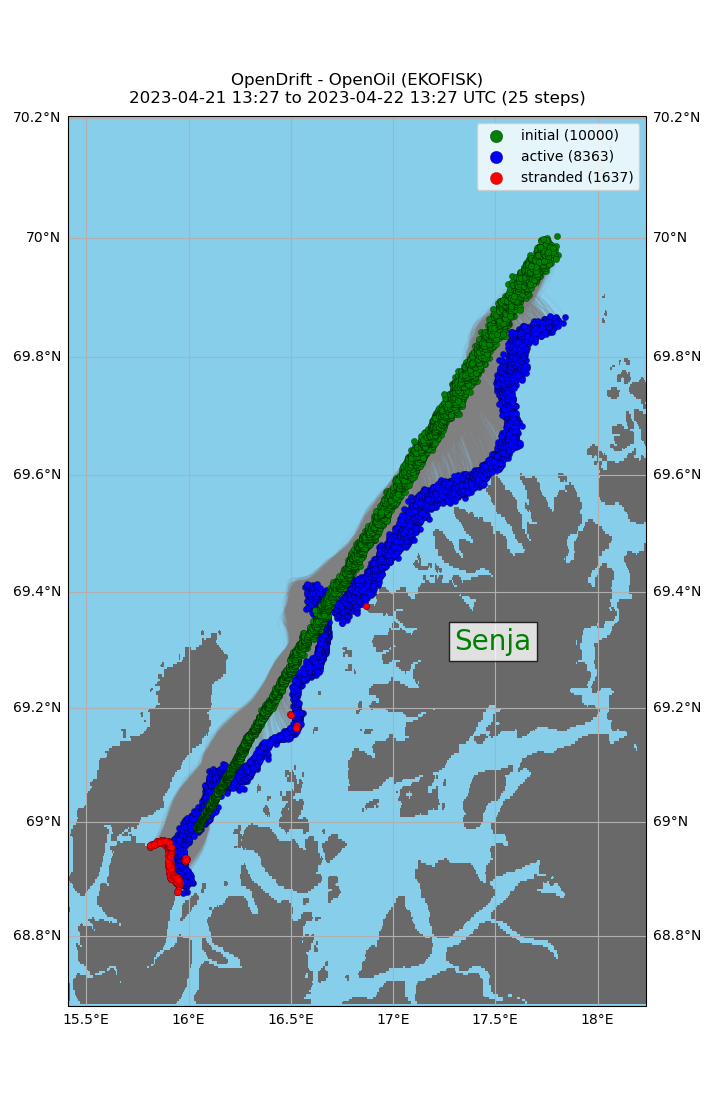 OpenDrift - OpenOil (EKOFISK)
2023-04-21 13:27 to 2023-04-22 13:27 UTC (25 steps)
70.2°N 70.2°N
initial (10000)
active (8363)
stranded (1637)
70°N 70°N
69.8°N 69.8°N
69.6°N 69.6°N
69.4°N 69.4°N
Senja
69.2°N 69.2°N
69°N 69°N
68.8°N 68.8°N
15.5°E 16°E 16.5°E 17°E 17.5°E 18°E